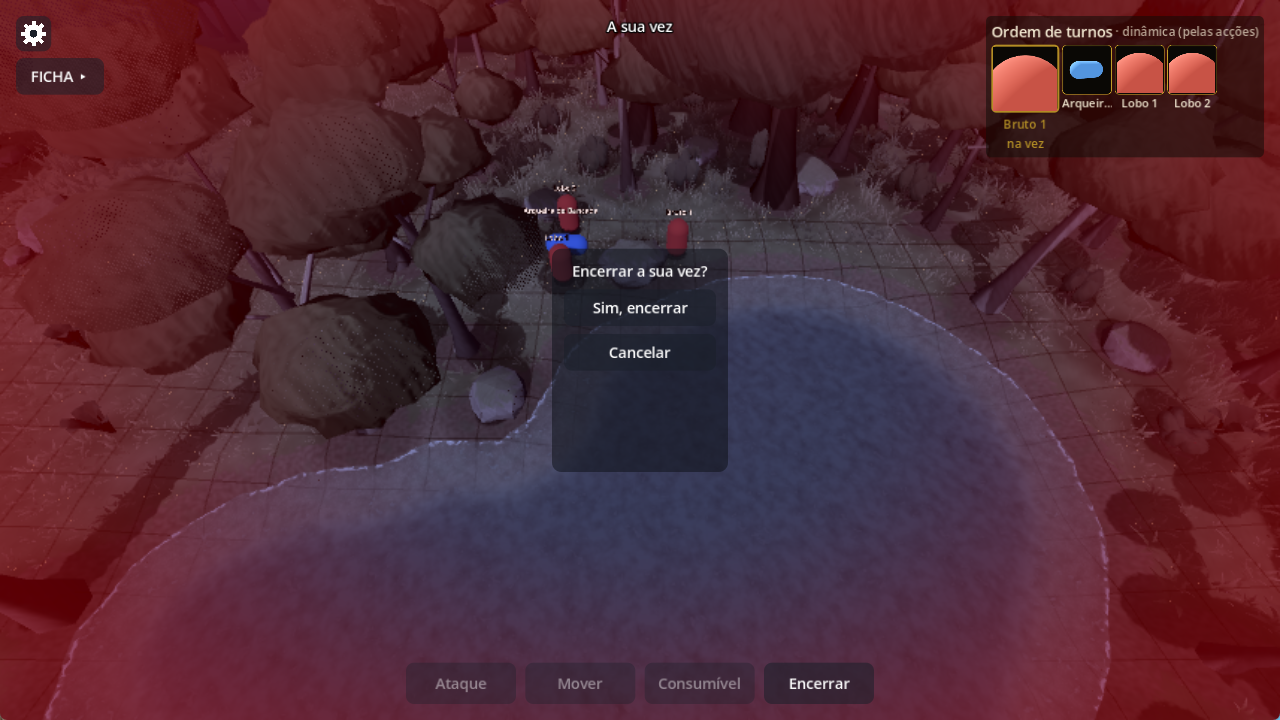 A sua vez
FICHA ▸
Ordem de turnos · dinâmica (pelas acções)
Arqueir... Lobo 1 Lobo 2
Bruto 1
na vez
Encerrar a sua vez?
Sim, encerrar
Cancelar
Ataque Mover Consumível Encerrar